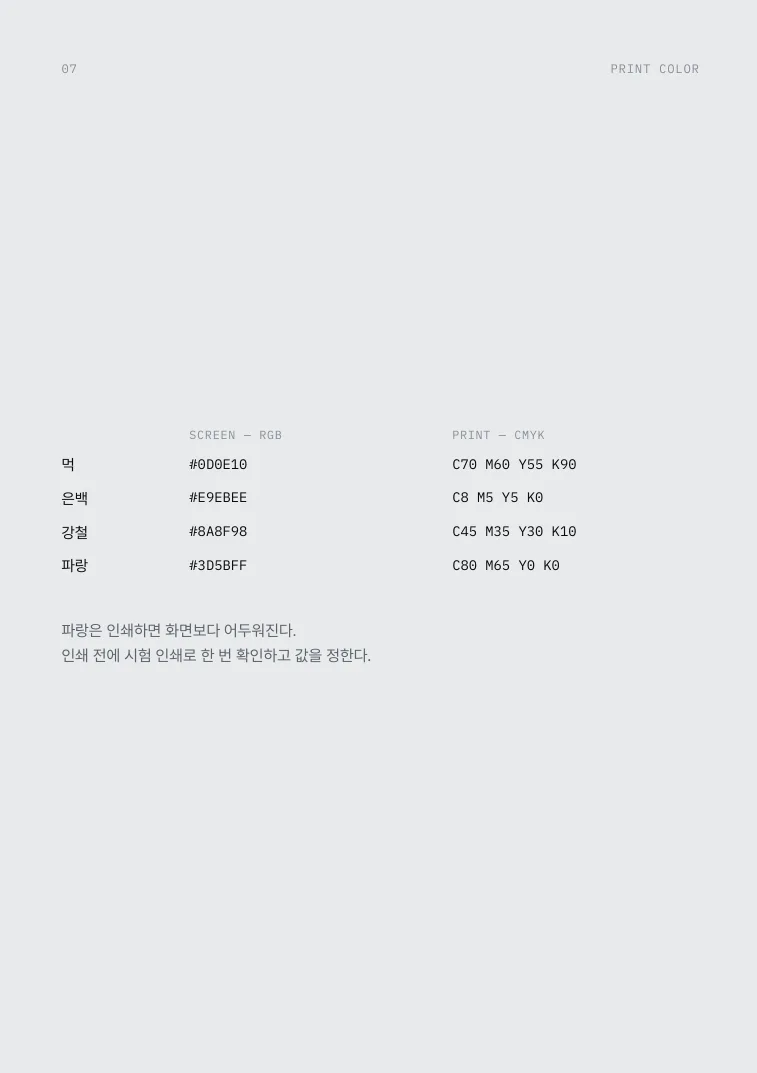 07 PRINT COLOR
SCREEN — RGB PRINT — CMYK
먹 #0D0E10 C70 M60 Y55 K90
은백 #E9EBEE C8 M5 Y5 K0
강철 #8A8F98 C45 M35 Y30 K10
파랑 #3D5BFF C80 M65 Y0 K0
파랑은 인쇄하면 화면보다 어두워진다.
인쇄 전에 시험 인쇄로 한 번 확인하고 값을 정한다.